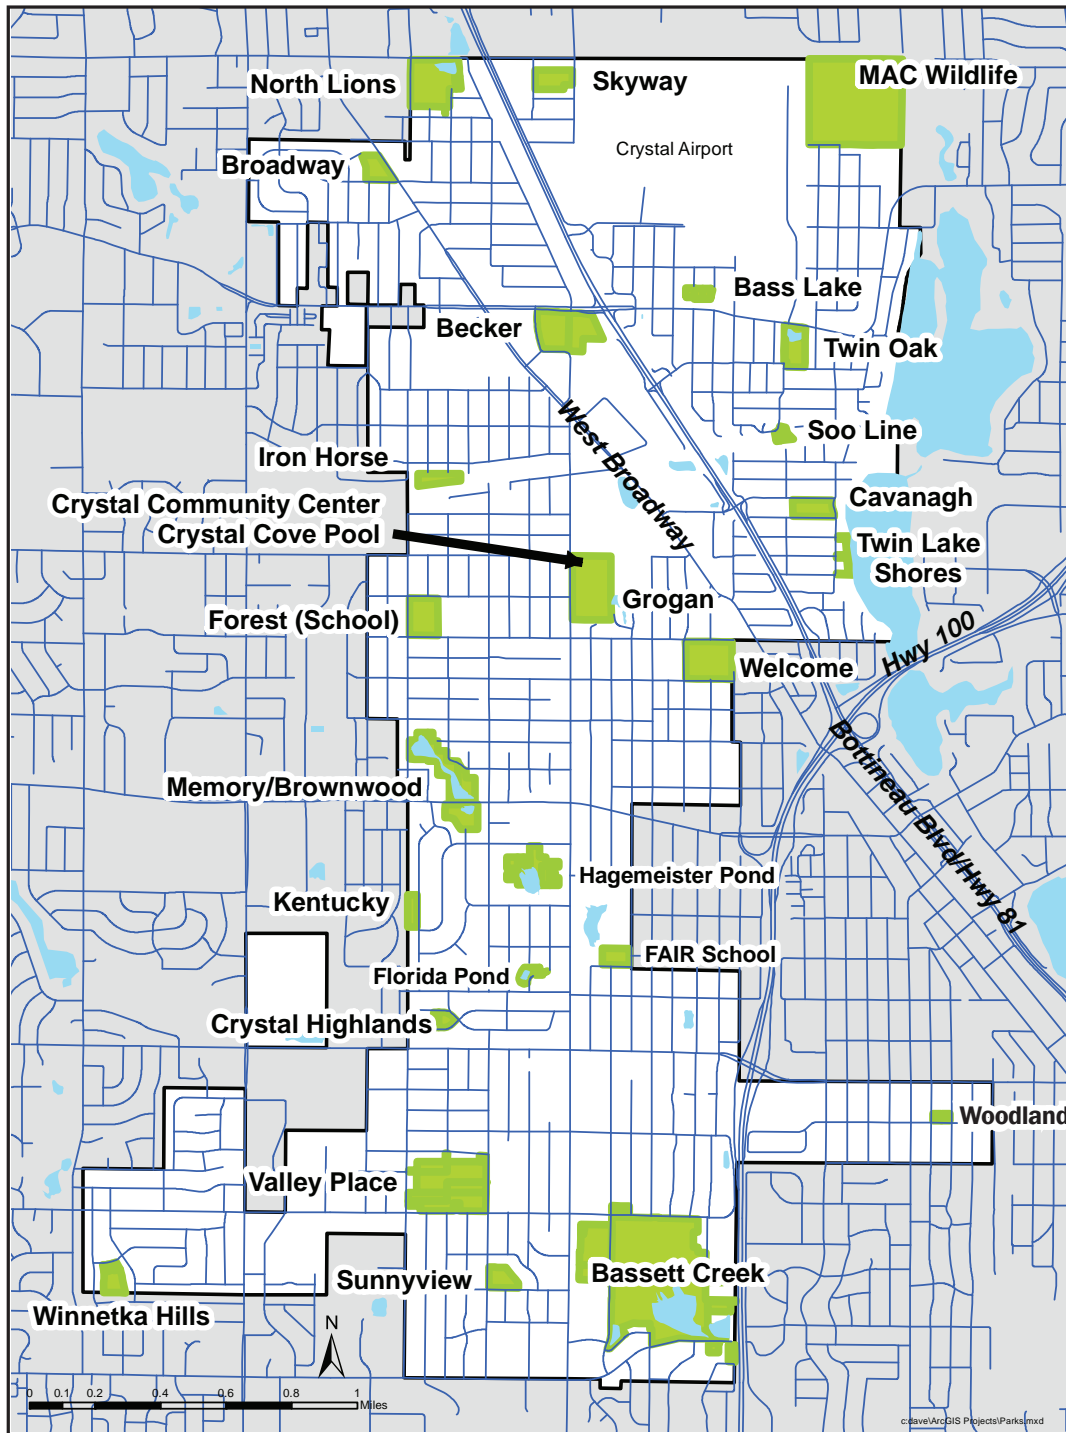 North Lions
Skyway
MAC Wildlife
Crystal Airport
Broadway
Bass Lake
Becker
Twin Oak
West Broadway
Soo Line
Iron Horse
Cavanagh
Crystal Community Center
Crystal Cove Pool
Twin Lake
Shores
Grogan
Forest (School)
Hwy 100
Welcome
Bottineau Blvd/Hwy 81
Memory/Brownwood
Hagemeister Pond
Kentucky
FAIR School
Florida Pond
Crystal Highlands
Woodland
Valley Place
Sunnyview
Bassett Creek
Winnetka Hills
N
0 0.1 0.2 0.4 0.6 0.8 1
Miles
c:dave\ArcGIS Projects\Parks.mxd